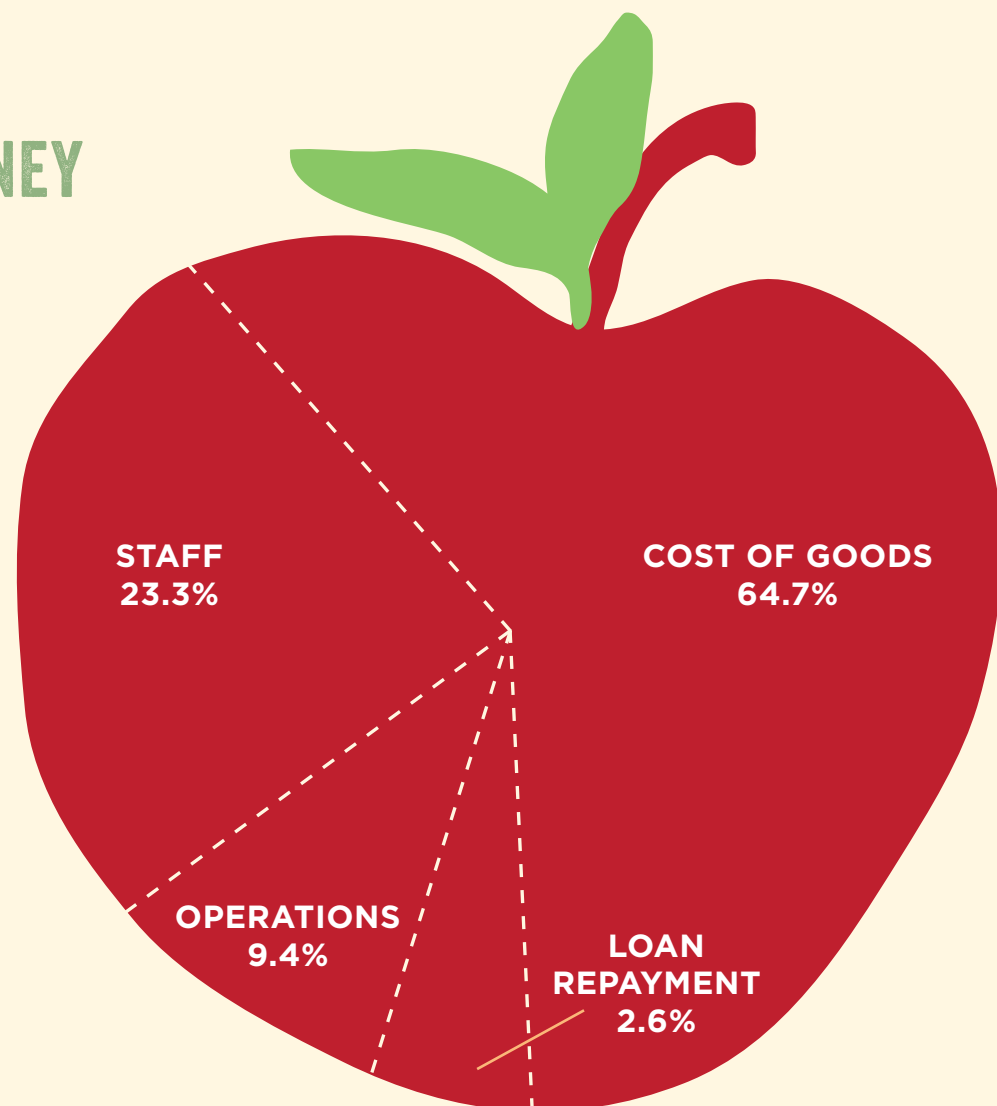 NEY
STAFF
23.3%
COST OF GOODS
64.7%
OPERATIONS
9.4%
LOAN
REPAYMENT
2.6%